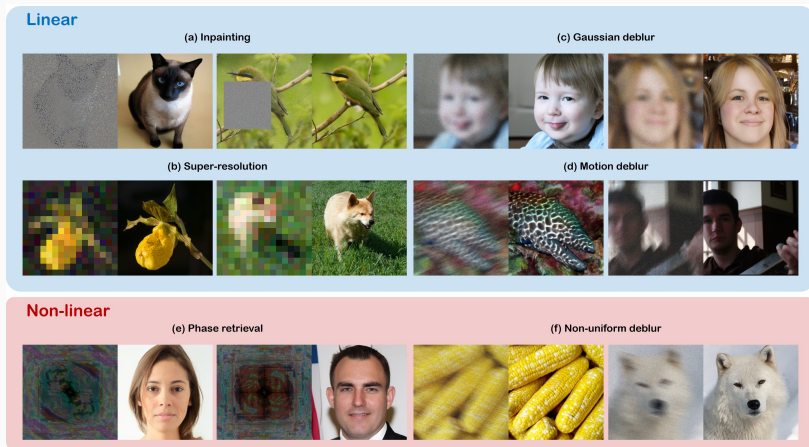 Linear
(a) Inpainting
(c) Gaussian deblur
(b) Super-resolution
(d) Motion deblur
Non-linear
(e) Phase retrieval
(f) Non-uniform deblur